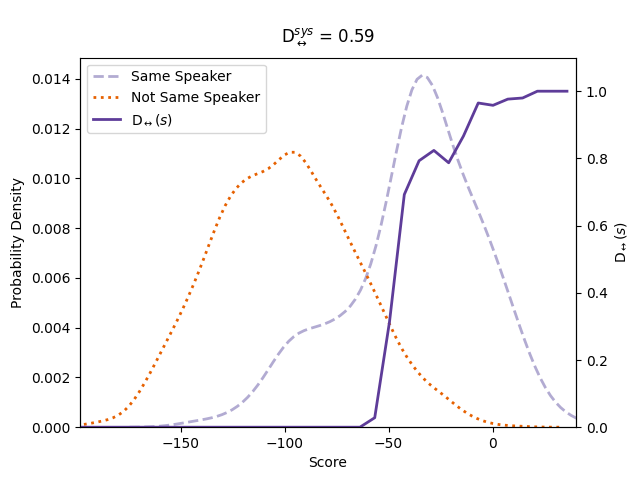 D↔sys = 0.59
Same Speaker
Not Same Speaker
D↔(s)
Probability Density
0.014
0.012
0.010
0.008
0.006
0.004
0.002
0.000
1.0
0.8
0.6
0.4
0.2
0.0
D↔(s)
−150
−100
−50
0
Score